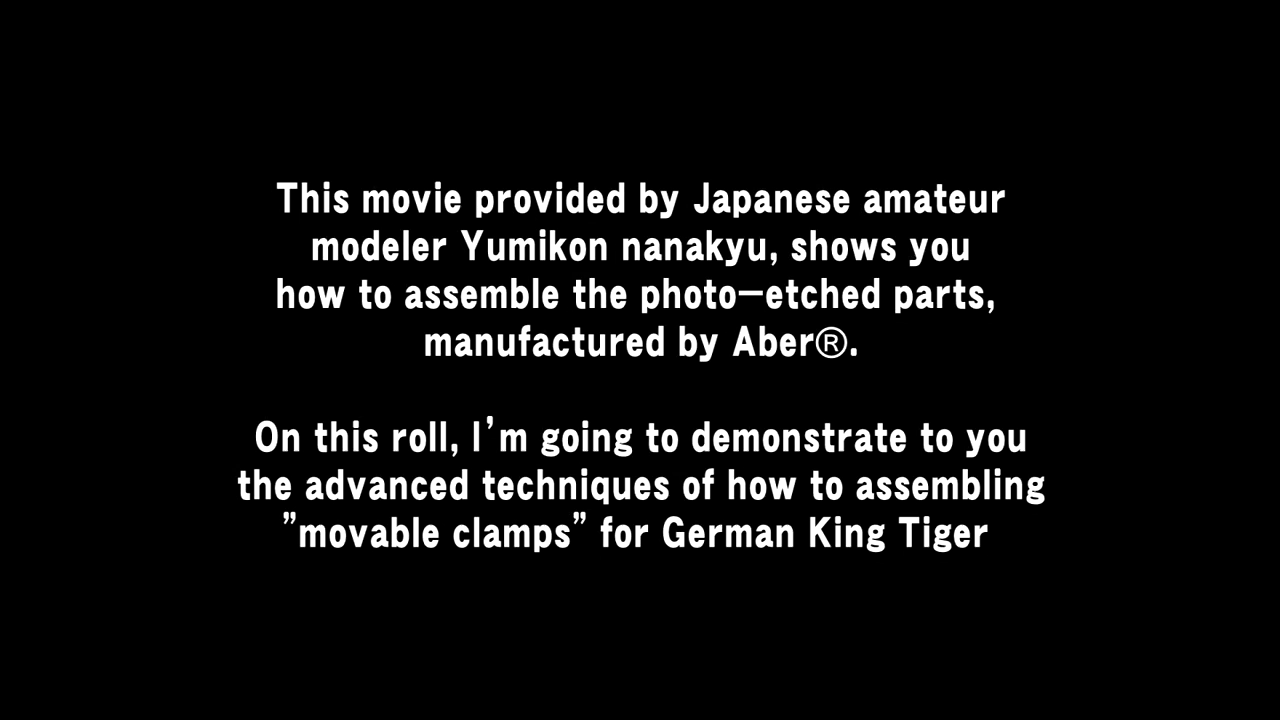 This movie provided by Japanese amateur
modeler Yumikon nanakyu, shows you
how to assemble the photo—etched parts,
manufactured by Aber®.
On this roll, I’m going to demonstrate to you
the advanced techniques of how to assembling
”movable clamps” for German King Tiger